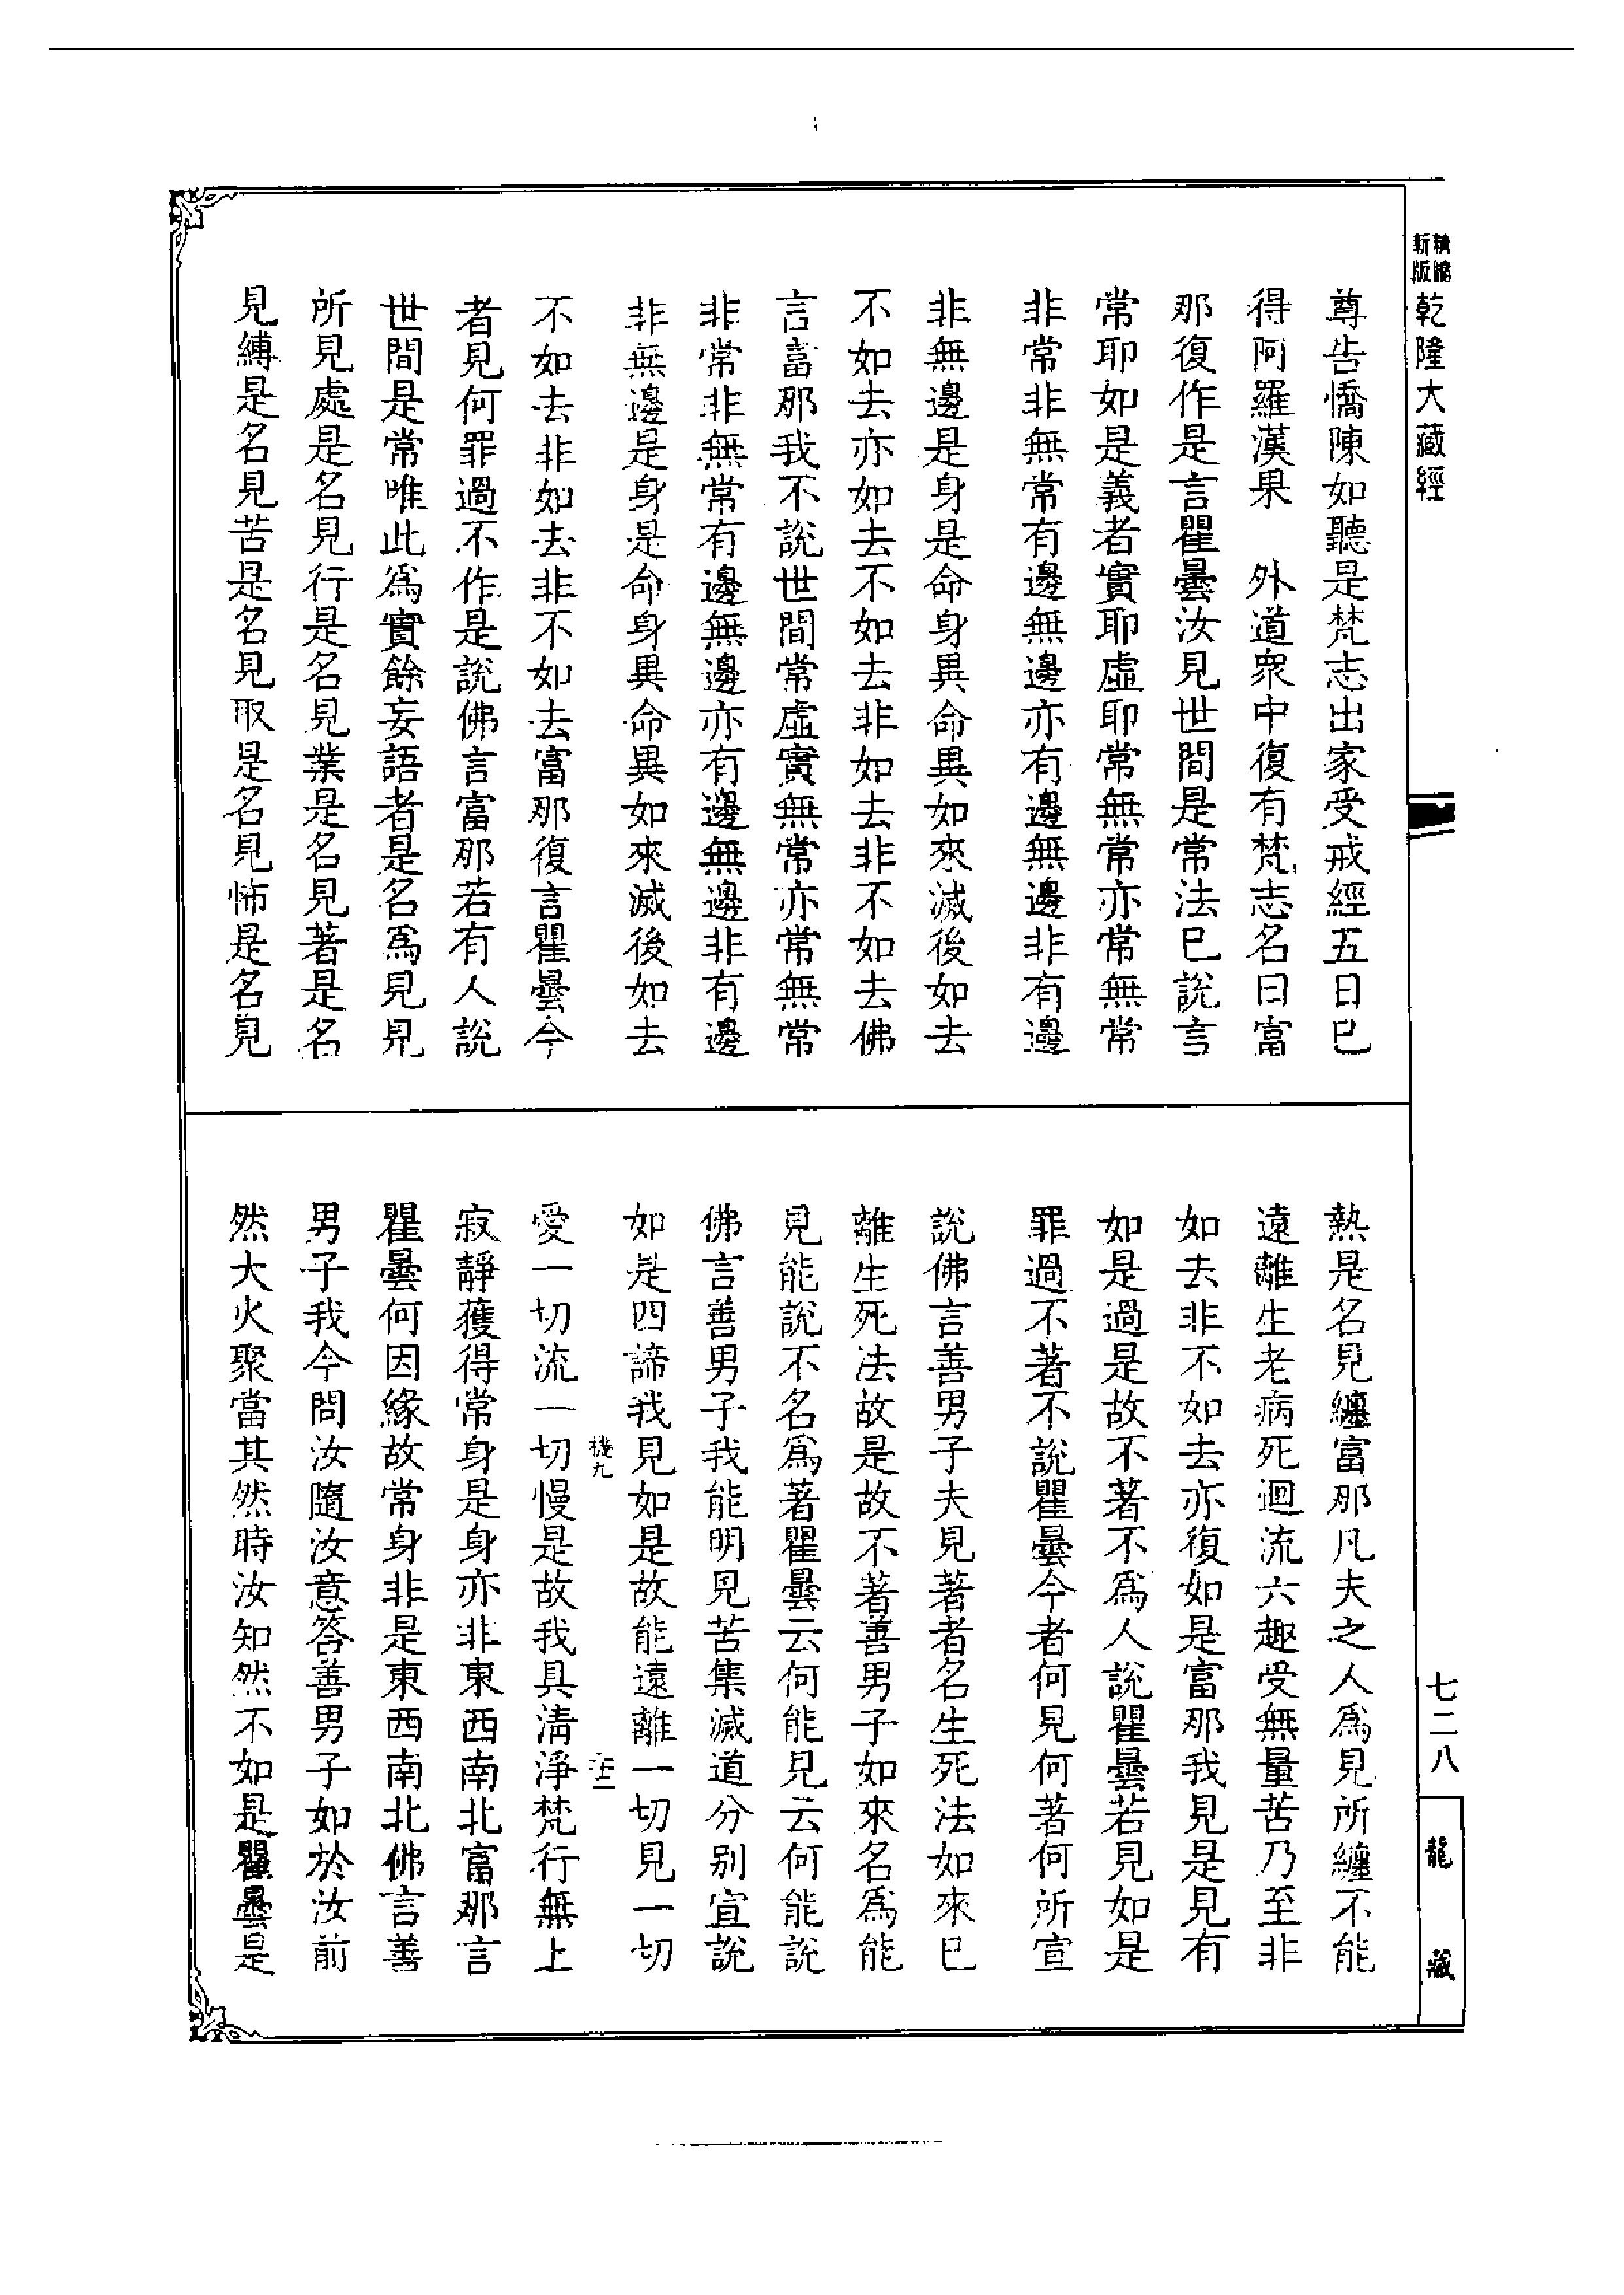 精縮新版
乾隆大藏經
尊告憍陳如聽是梵志出家受戒經五日已
得阿羅漢果　外道衆中復有梵志名曰富
那復作是言瞿曇汝見世間是常法已說言
常耶如是義者實耶虛耶常無常亦常無常
非常非無常有邊無邊亦有邊無邊非有邊
非無邊是身是命身異命異如來滅後如去
不如去亦如去不如去非如去非不如去佛
言富那我不說世間常虛實無常亦常無常
非常非無常有邊無邊亦有邊無邊非有邊
非無邊是身是命身異命異如來滅後如去
不如去非如去非不如去富那復言瞿曇今
者見何罪過不作是說佛言富那若有人說
世間是常唯此爲實餘妄語者是名爲見見
所見處是名見行是名見業是名見著是名
見縛是名見苦是名見取是名見怖是名見
熱是名見纏富那凡夫之人爲見所纏不能
遠離生老病死迴流六趣受無量苦乃至非
如去非不如去亦復如是富那我見是見有
如是過是故不著不爲人說瞿曇若見如是
罪過不著不說瞿曇今者何見何著何所宣
說佛言善男子夫見著者名生死法如來已
離生死法故是故不著善男子如來名爲能
見能說不名爲著瞿曇云何能見云何能說
佛言善男子我能明見苦集滅道分别宣說
如是四諦我見如是故能遠離一切見一切
愛一切流一切慢是故我具清淨梵行無上
寂靜獲得常身是身亦非東西南北富那言
瞿曇何因緣故常身非是東西南北佛言善
男子我今問汝隨汝意答善男子如於汝前
然大火聚當其然時汝知然不如是瞿曇是
七二八
龍藏